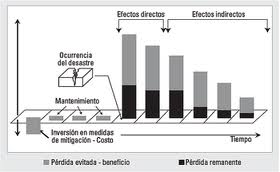 Efectos directos
Efectos indirectos
Ocurrencia
del desastre
Mantenimiento
Inversión en medidas
de mitigación - Costo
Tiempo
Pérdida evitada - beneficio
Pérdida remanente